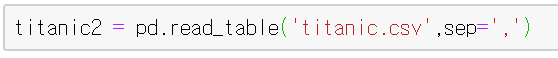 titanic2 = pd.read_table('titanic.csv',sep=',')